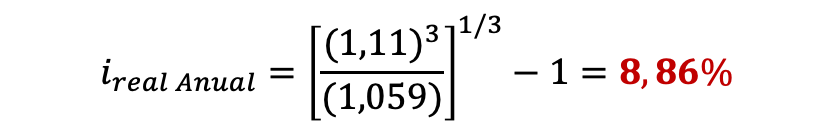 i_{real Anual} = [(1,11)^3 / (1,059)]^{1/3} − 1 = 8,86%